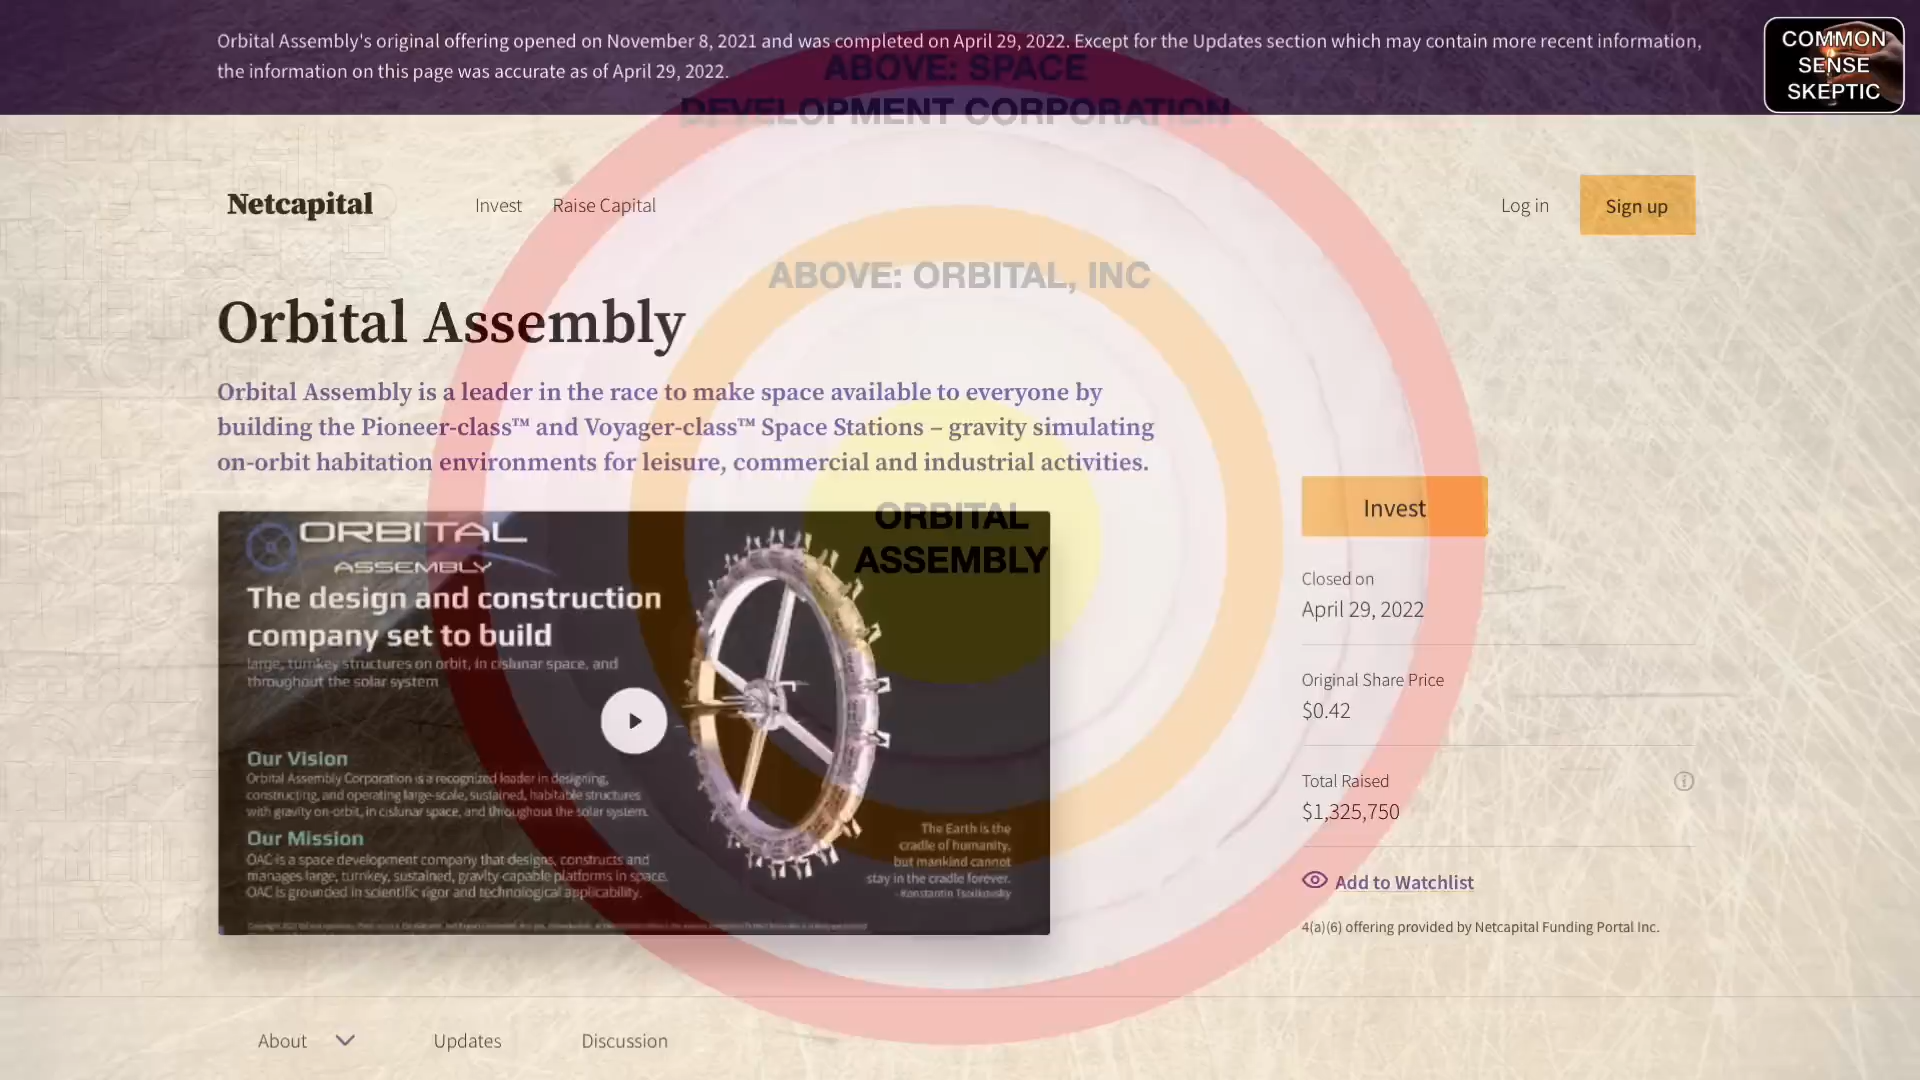 Orbital Assembly's original offering opened on November 8, 2021 and was completed on April 29, 2022. Except for the Updates section which may contain more recent information,
the information on this page was accurate as of April 29, 2022.
COMMON
SENSE
SKEPTIC
ABOVE: SPACE
DEVELOPMENT CORPORATION
Netcapital
Invest
Raise Capital
Log in
Sign up
ABOVE: ORBITAL, INC
Orbital Assembly
Orbital Assembly is a leader in the race to make space available to everyone by
building the Pioneer-class™ and Voyager-class™ Space Stations – gravity simulating
on-orbit habitation environments for leisure, commercial and industrial activities.
ORBITAL
ASSEMBLY
ORBITAL
ASSEMBLY
The design and construction
company set to build
large, turnkey structures on orbit, in cislunar space, and
throughout the solar system
Our Vision
Orbital Assembly Corporation is a recognized leader in designing,
constructing, and operating large-scale, sustained, habitable structures
with gravity on-orbit, in cislunar space, and throughout the solar system.
Our Mission
OAC is a space development company that designs, constructs and
manages large, turnkey, sustained, gravity-capable platforms in space.
OAC is grounded in scientific rigor and technological applicability.
The Earth is the
cradle of humanity,
but mankind cannot
stay in the cradle forever.
- Konstantin Tsiolkovsky
Invest
Closed on
April 29, 2022
Original Share Price
$0.42
Total Raised
$1,325,750
Add to Watchlist
4(a)(6) offering provided by Netcapital Funding Portal Inc.
About
Updates
Discussion